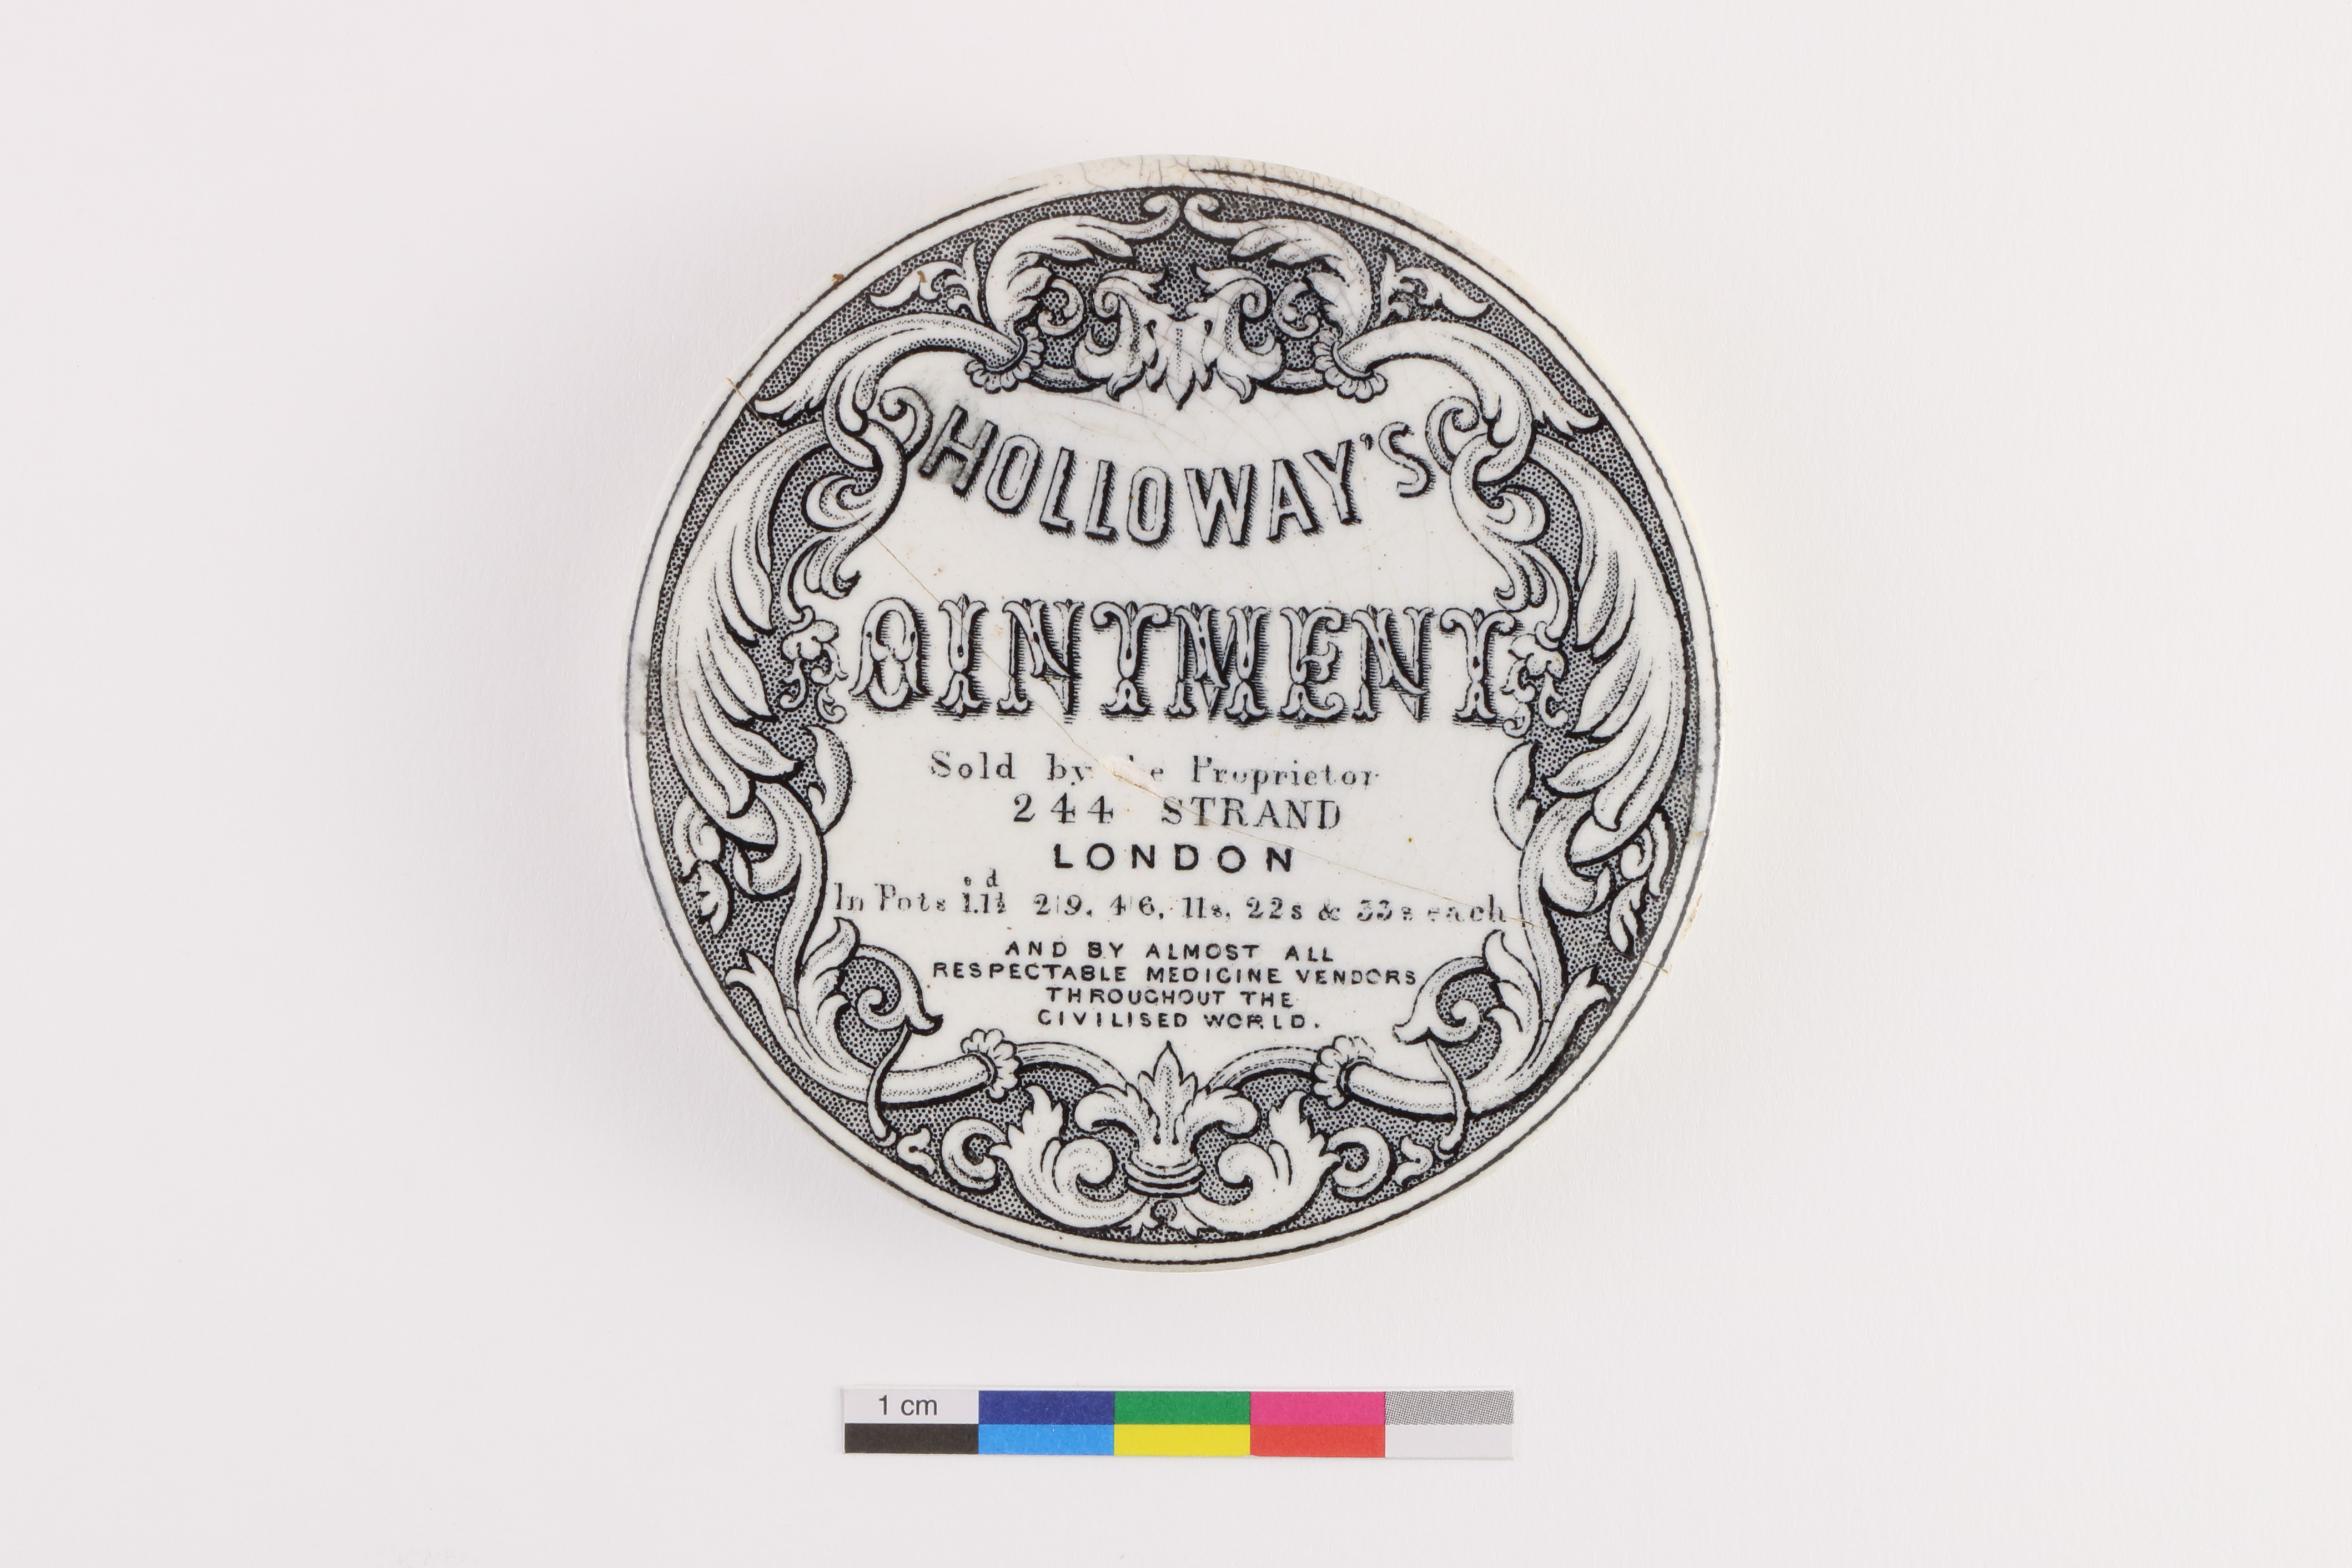 HOLLOWAY'S
OINTMENT
Sold by the Proprietor
244 STRAND
LONDON
In Pots 1.1½ 2/9, 4/6, 11s, 22s & 33s each
AND BY ALMOST ALL
RESPECTABLE MEDICINE VENDORS
THROUGHOUT THE
CIVILISED WORLD.
1 cm